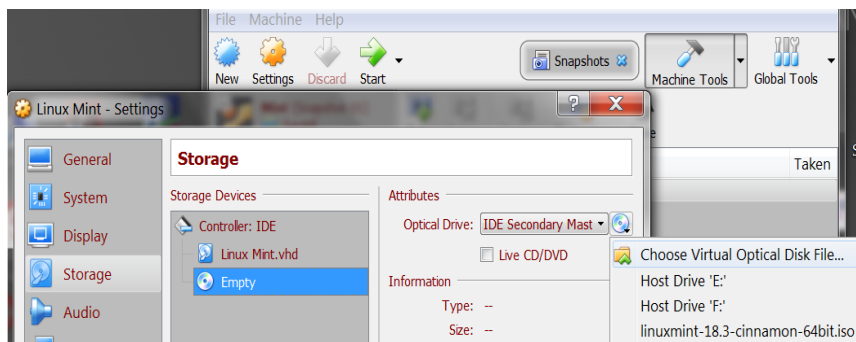 File Machine Help
New Settings Discard Start
Snapshots
Machine Tools
Global Tools
Linux Mint - Settings
Taken
General
System
Display
Storage
Audio
Storage
Storage Devices
Controller: IDE
Linux Mint.vhd
Empty
Attributes
Optical Drive: IDE Secondary Mast
Live CD/DVD
Information
Type: --
Size: --
Choose Virtual Optical Disk File...
Host Drive 'E:'
Host Drive 'F:'
linuxmint-18.3-cinnamon-64bit.iso